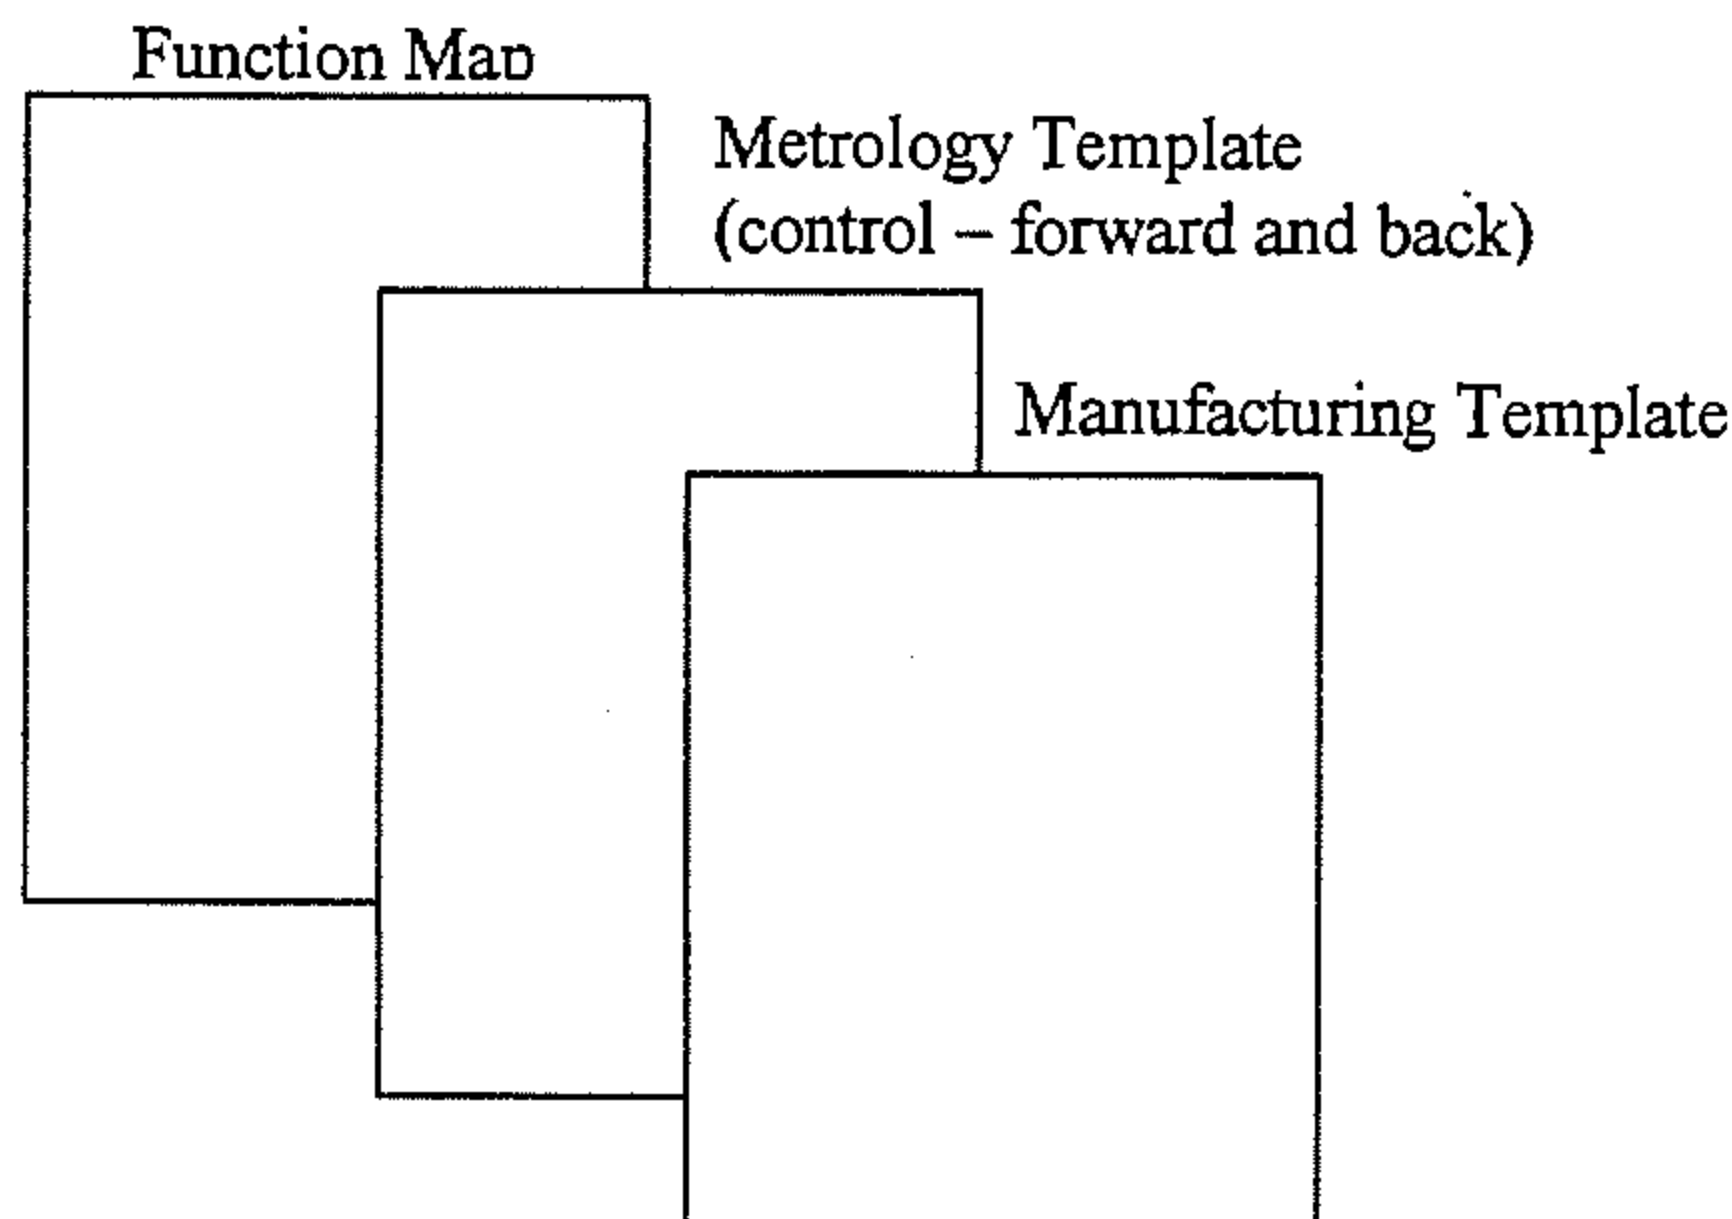 Function Map
Metrology Template
(control – forward and back)
Manufacturing Template